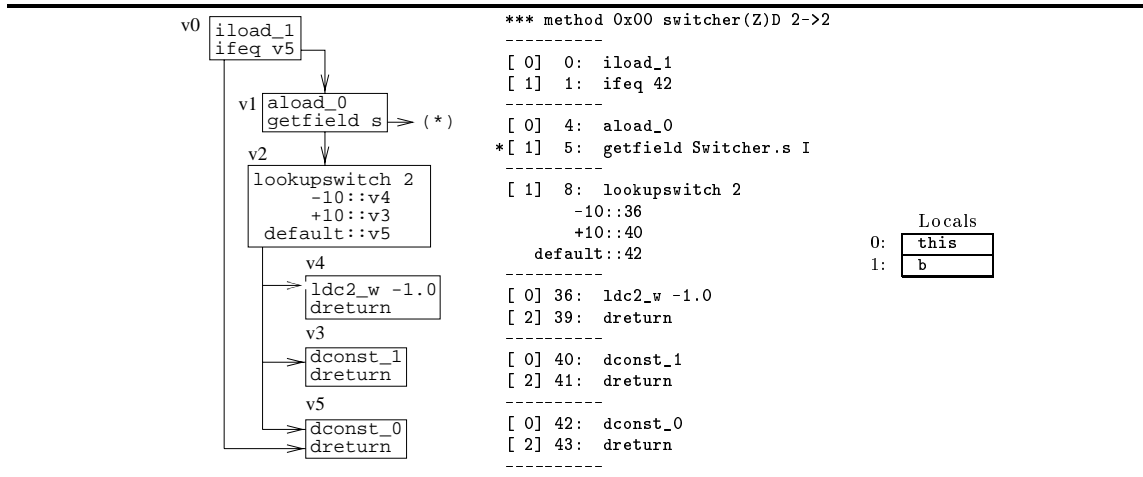 v0
iload_1
ifeq v5
v1
aload_0
getfield s
(*)
v2
lookupswitch 2
-10::v4
+10::v3
default::v5
v4
ldc2_w -1.0
dreturn
v3
dconst_1
dreturn
v5
dconst_0
dreturn
*** method 0x00 switcher(Z)D 2->2
----------
[ 0] 0: iload_1
[ 1] 1: ifeq 42
----------
[ 0] 4: aload_0
*[ 1] 5: getfield Switcher.s I
----------
[ 1] 8: lookupswitch 2
-10::36
+10::40
default::42
----------
[ 0] 36: ldc2_w -1.0
[ 2] 39: dreturn
----------
[ 0] 40: dconst_1
[ 2] 41: dreturn
----------
[ 0] 42: dconst_0
[ 2] 43: dreturn
----------
Locals
0: this
1: b